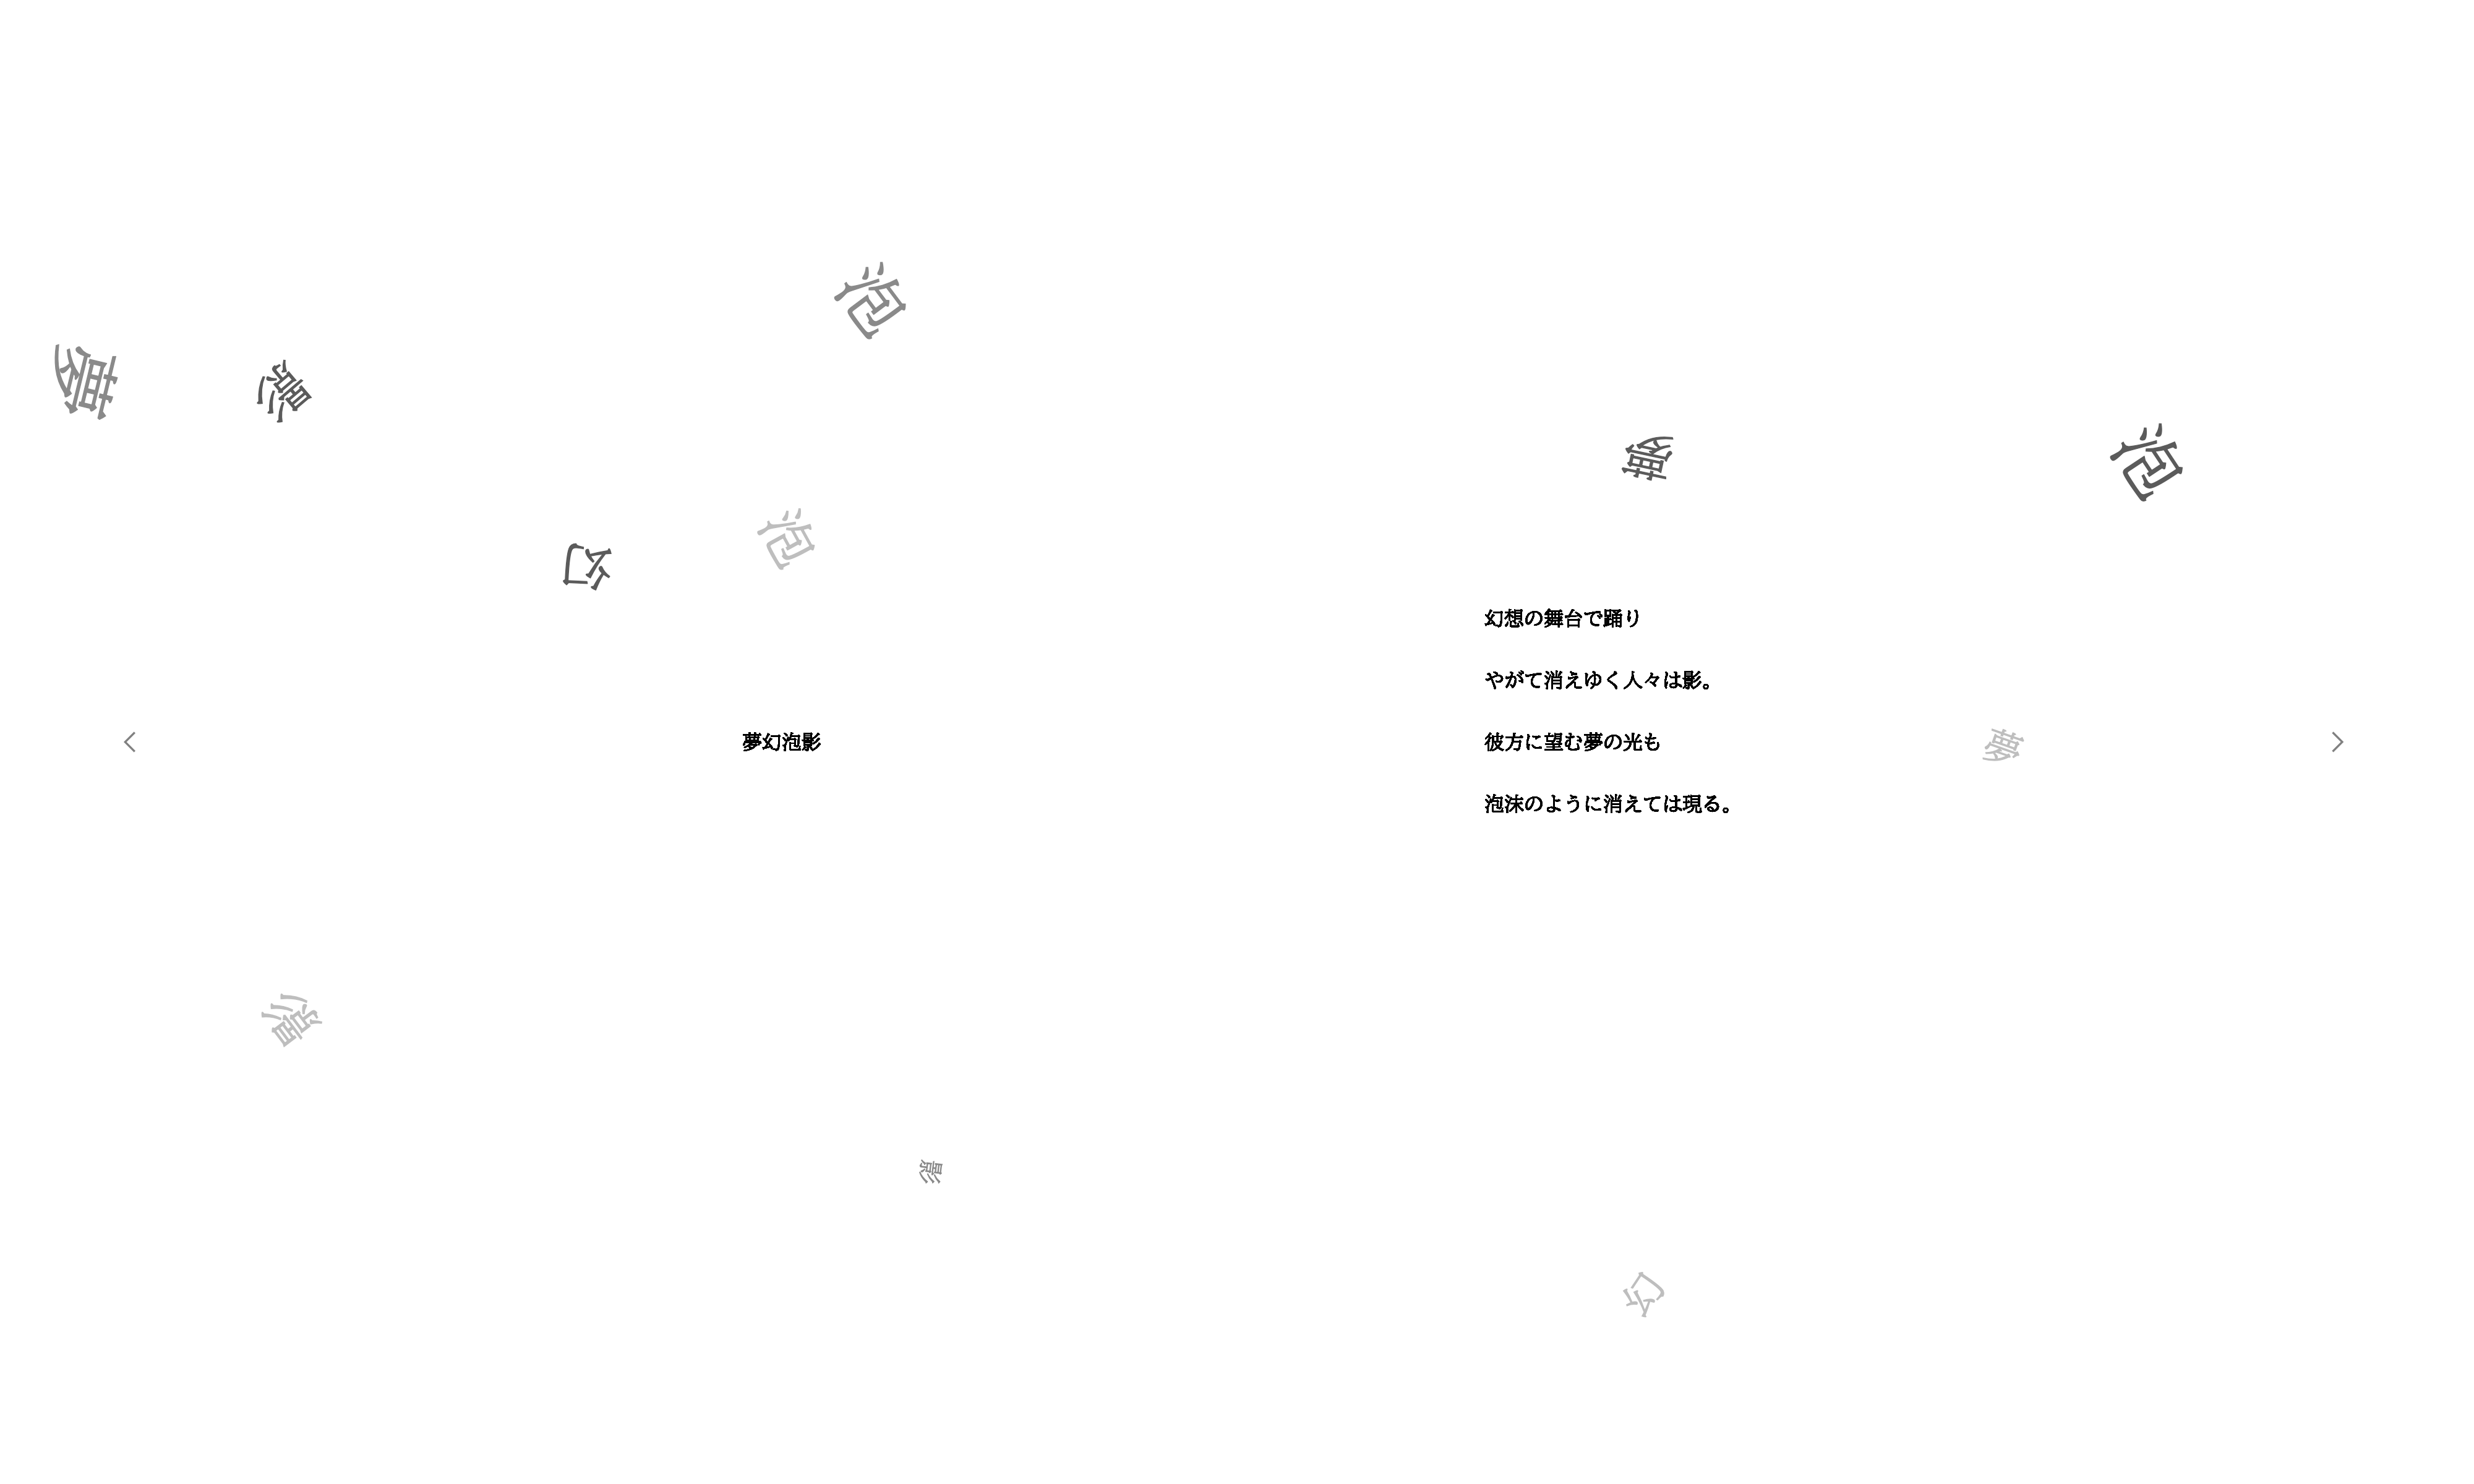 泡
夢
影
泡
夢
泡
幻
幻想の舞台で踊り
やがて消えゆく人々は影。
夢幻泡影
彼方に望む夢の光も
夢
泡沫のように消えては現る。
影
影
幻